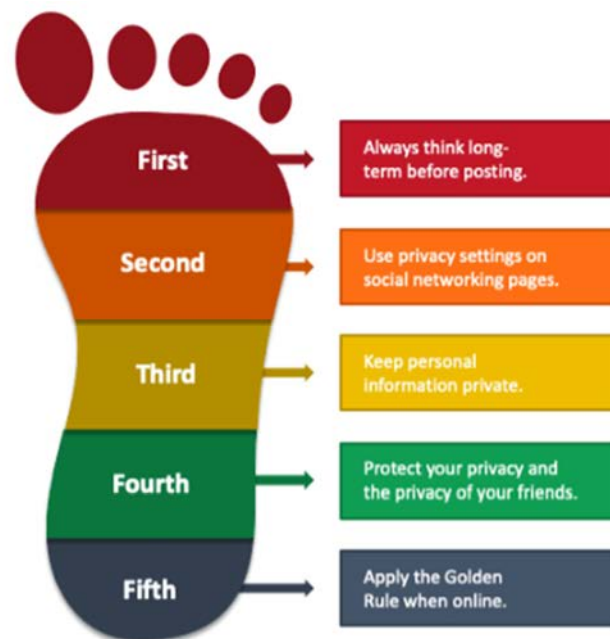 First
Always think long-
term before posting.
Second
Use privacy settings on
social networking pages.
Third
Keep personal
information private.
Fourth
Protect your privacy and
the privacy of your friends.
Fifth
Apply the Golden
Rule when online.